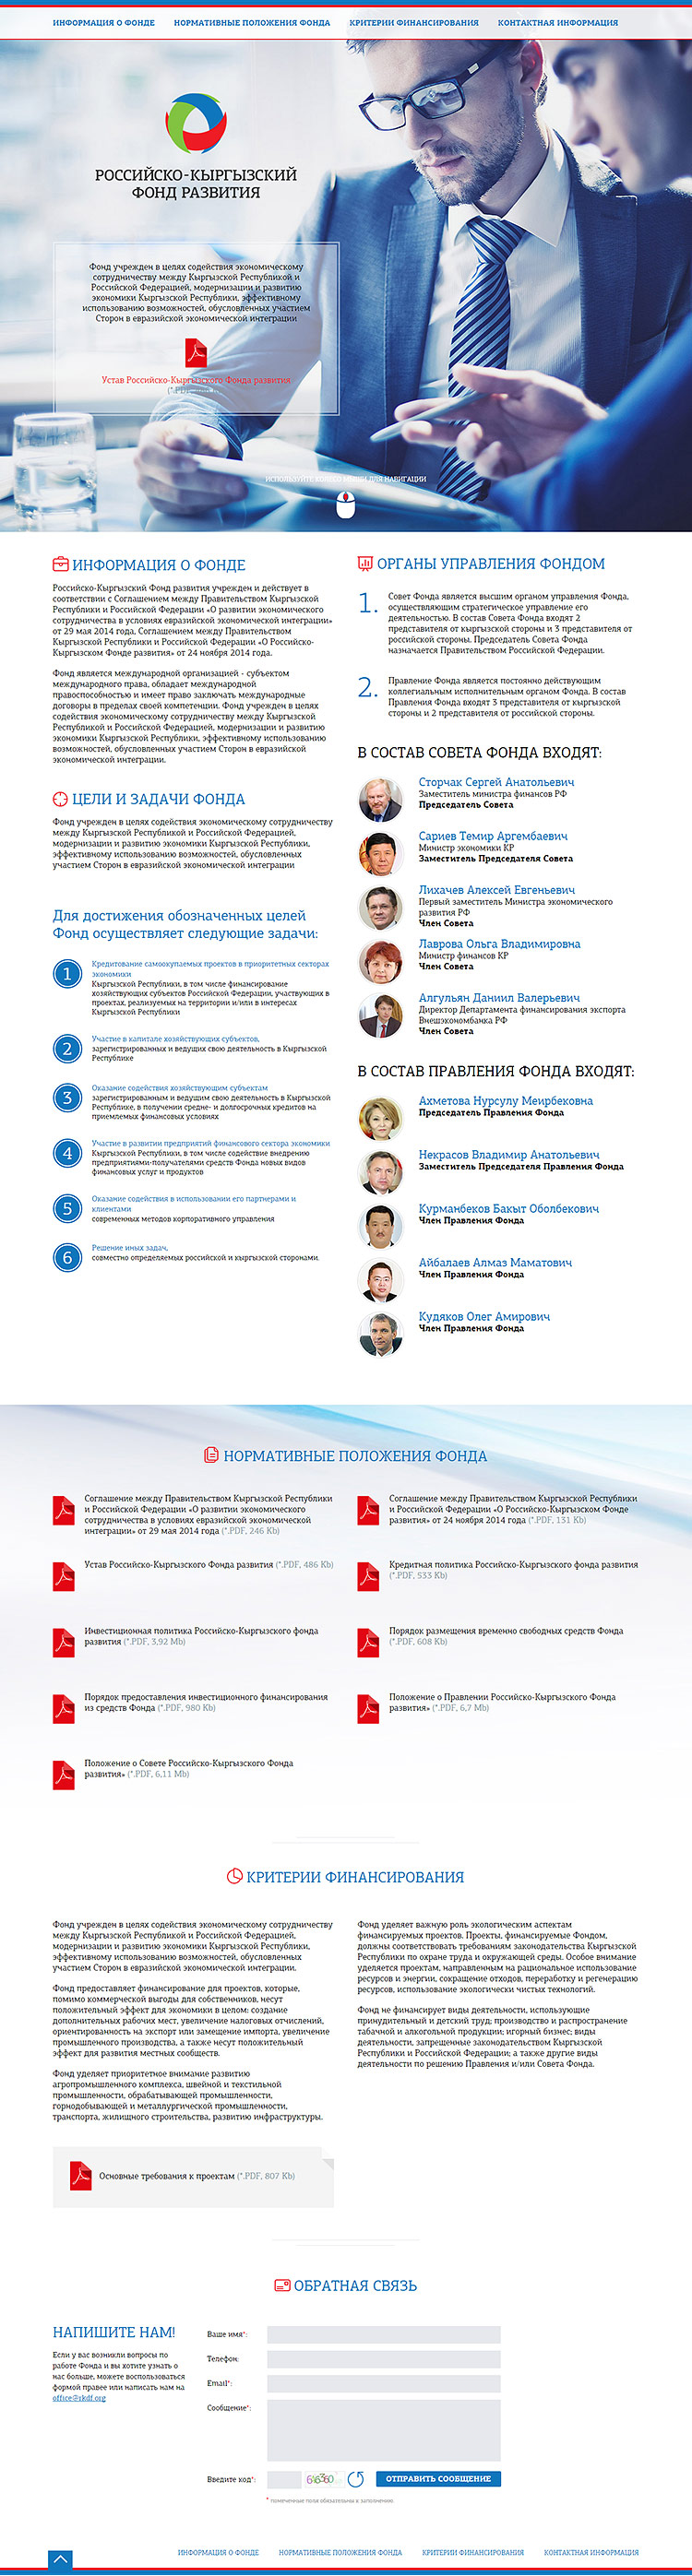 ИНФОРМАЦИЯ О ФОНДЕ НОРМАТИВНЫЕ ПОЛОЖЕНИЯ ФОНДА КРИТЕРИИ ФИНАНСИРОВАНИЯ КОНТАКТНАЯ ИНФОРМАЦИЯ
РОССИЙСКО-КЫРГЫЗСКИЙ
ФОНД РАЗВИТИЯ
Фонд учрежден в целях содействия экономическому
сотрудничеству между Кыргызской Республикой и
Российской Федерацией, модернизации и развитию
экономики Кыргызской Республики, эффективному
использованию возможностей, обусловленных участием
Сторон в евразийской экономической интеграции
Устав Российско-Кыргызского Фонда развития
(*.PDF,
ИСПОЛЬЗУЙТЕ КОЛЕСО МЫШИ ДЛЯ НАВИГАЦИИ
ИНФОРМАЦИЯ О ФОНДЕ
Российско-Кыргызский Фонд развития учрежден и действует в
соответствии с Соглашением между Правительством Кыргызской
Республики и Российской Федерации «О развитии экономического
сотрудничества в условиях евразийской экономической интеграции»
от 29 мая 2014 года, Соглашением между Правительством
Кыргызской Республики и Российской Федерации «О Российско-
Кыргызском Фонде развития» от 24 ноября 2014 года.
Фонд является международной организацией - субъектом
международного права, обладает международной
правоспособностью и имеет право заключать международные
договоры в пределах своей компетенции. Фонд учрежден в целях
содействия экономическому сотрудничеству между Кыргызской
Республикой и Российской Федерацией, модернизации и развитию
экономики Кыргызской Республики, эффективному использованию
возможностей, обусловленных участием Сторон в евразийской
экономической интеграции.
ЦЕЛИ И ЗАДАЧИ ФОНДА
Фонд учрежден в целях содействия экономическому сотрудничеству
между Кыргызской Республикой и Российской Федерацией,
модернизации и развитию экономики Кыргызской Республики,
эффективному использованию возможностей, обусловленных
участием Сторон в евразийской экономической интеграции
Для достижения обозначенных целей
Фонд осуществляет следующие задачи:
1
Кредитование самоокупаемых проектов в приоритетных секторах
экономики
Кыргызской Республики, в том числе финансирование
хозяйствующих субъектов Российской Федерации, участвующих в
проектах, реализуемых на территории и/или в интересах
Кыргызской Республики
2
Участие в капитале хозяйствующих субъектов,
зарегистрированных и ведущих свою деятельность в Кыргызской
Республике
3
Оказание содействия хозяйствующим субъектам
зарегистрированным и ведущим свою деятельность в Кыргызской
Республике, в получении средне- и долгосрочных кредитов на
приемлемых финансовых условиях
4
Участие в развитии предприятий финансового сектора экономики
Кыргызской Республики, в том числе содействие внедрению
предприятиями-получателями средств Фонда новых видов
финансовых услуг и продуктов
5
Оказание содействия в использовании его партнерами и
клиентами
современных методов корпоративного управления
6
Решение иных задач,
совместно определяемых российской и кыргызской сторонами.
ОРГАНЫ УПРАВЛЕНИЯ ФОНДОМ
1.
Совет Фонда является высшим органом управления Фонда,
осуществляющим стратегическое управление его
деятельностью. В состав Совета Фонда входят 2
представителя от кыргызской стороны и 3 представителя от
российской стороны. Председатель Совета Фонда
назначается Правительством Российской Федерации.
2.
Правление Фонда является постоянно действующим
коллегиальным исполнительным органом Фонда. В состав
Правления Фонда входят 3 представителя от кыргызской
стороны и 2 представителя от российской стороны.
В СОСТАВ СОВЕТА ФОНДА ВХОДЯТ:
Сторчак Сергей Анатольевич
Заместитель министра финансов РФ
Председатель Совета
Сариев Темир Аргембаевич
Министр экономики КР
Заместитель Председателя Совета
Лихачев Алексей Евгеньевич
Первый заместитель Министра экономического
развития РФ
Член Совета
Лаврова Ольга Владимировна
Министр финансов КР
Член Совета
Алгульян Даниил Валерьевич
Директор Департамента финансирования экспорта
Внешэкономбанка РФ
Член Совета
В СОСТАВ ПРАВЛЕНИЯ ФОНДА ВХОДЯТ:
Ахметова Нурсулу Меирбековна
Председатель Правления Фонда
Некрасов Владимир Анатольевич
Заместитель Председателя Правления Фонда
Курманбеков Бакыт Оболбекович
Член Правления Фонда
Айбалаев Алмаз Маматович
Член Правления Фонда
Кудяков Олег Амирович
Член Правления Фонда
НОРМАТИВНЫЕ ПОЛОЖЕНИЯ ФОНДА
Соглашение между Правительством Кыргызской Республики
и Российской Федерации «О развитии экономического
сотрудничества в условиях евразийской экономической
интеграции» от 29 мая 2014 года (*.PDF, 246 Kb)
Соглашение между Правительством Кыргызской Республики
и Российской Федерации «О Российско-Кыргызском Фонде
развития» от 24 ноября 2014 года (*.PDF, 131 Kb)
Устав Российско-Кыргызского Фонда развития (*.PDF, 486 Kb)
Кредитная политика Российско-Кыргызского фонда развития
(*.PDF, 533 Kb)
Инвестиционная политика Российско-Кыргызского фонда
развития (*.PDF, 3,92 Mb)
Порядок размещения временно свободных средств Фонда
(*.PDF, 608 Kb)
Порядок предоставления инвестиционного финансирования
из средств Фонда (*.PDF, 980 Kb)
Положение о Правлении Российско-Кыргызского Фонда
развития» (*.PDF, 6,7 Mb)
Положение о Совете Российско-Кыргызского Фонда
развития» (*.PDF, 6,11 Mb)
КРИТЕРИИ ФИНАНСИРОВАНИЯ
Фонд учрежден в целях содействия экономическому сотрудничеству
между Кыргызской Республикой и Российской Федерацией,
модернизации и развитию экономики Кыргызской Республики,
эффективному использованию возможностей, обусловленных
участием Сторон в евразийской экономической интеграции.
Фонд предоставляет финансирование для проектов, которые,
помимо коммерческой выгоды для собственников, несут
положительный эффект для экономики в целом: создание
дополнительных рабочих мест, увеличение налоговых отчислений,
ориентированность на экспорт или замещение импорта, увеличение
промышленного производства, а также несут положительный
эффект для развития местных сообществ.
Фонд уделяет приоритетное внимание развитию
агропромышленного комплекса, швейной и текстильной
промышленности, обрабатывающей промышленности,
горнодобывающей и металлургической промышленности,
транспорта, жилищного строительства, развитию инфраструктуры.
Фонд уделяет важную роль экологическим аспектам
финансируемых проектов. Проекты, финансируемые Фондом,
должны соответствовать требованиям законодательства Кыргызской
Республики по охране труда и окружающей среды. Особое внимание
уделяется проектам, направленным на рациональное использование
ресурсов и энергии, сокращение отходов, переработку и регенерацию
ресурсов, использование экологически чистых технологий.
Фонд не финансирует виды деятельности, использующие
принудительный и детский труд; производство и распространение
табачной и алкогольной продукции; игорный бизнес; виды
деятельности, запрещенные законодательством Кыргызской
Республики и Российской Федерации; а также другие виды
деятельности по решению Правления и/или Совета Фонда.
Основные требования к проектам (*.PDF, 807 Kb)
ОБРАТНАЯ СВЯЗЬ
НАПИШИТЕ НАМ!
Если у вас возникли вопросы по
работе Фонда и вы хотите узнать о
нас больше, можете воспользоваться
формой правее или написать нам на
office@rkdf.org
Ваше имя*:
Телефон:
Email*:
Сообщение*:
Введите код*:
ОТПРАВИТЬ СООБЩЕНИЕ
* помеченные поля обязательны к заполнению
ИНФОРМАЦИЯ О ФОНДЕ НОРМАТИВНЫЕ ПОЛОЖЕНИЯ ФОНДА КРИТЕРИИ ФИНАНСИРОВАНИЯ КОНТАКТНАЯ ИНФОРМАЦИЯ